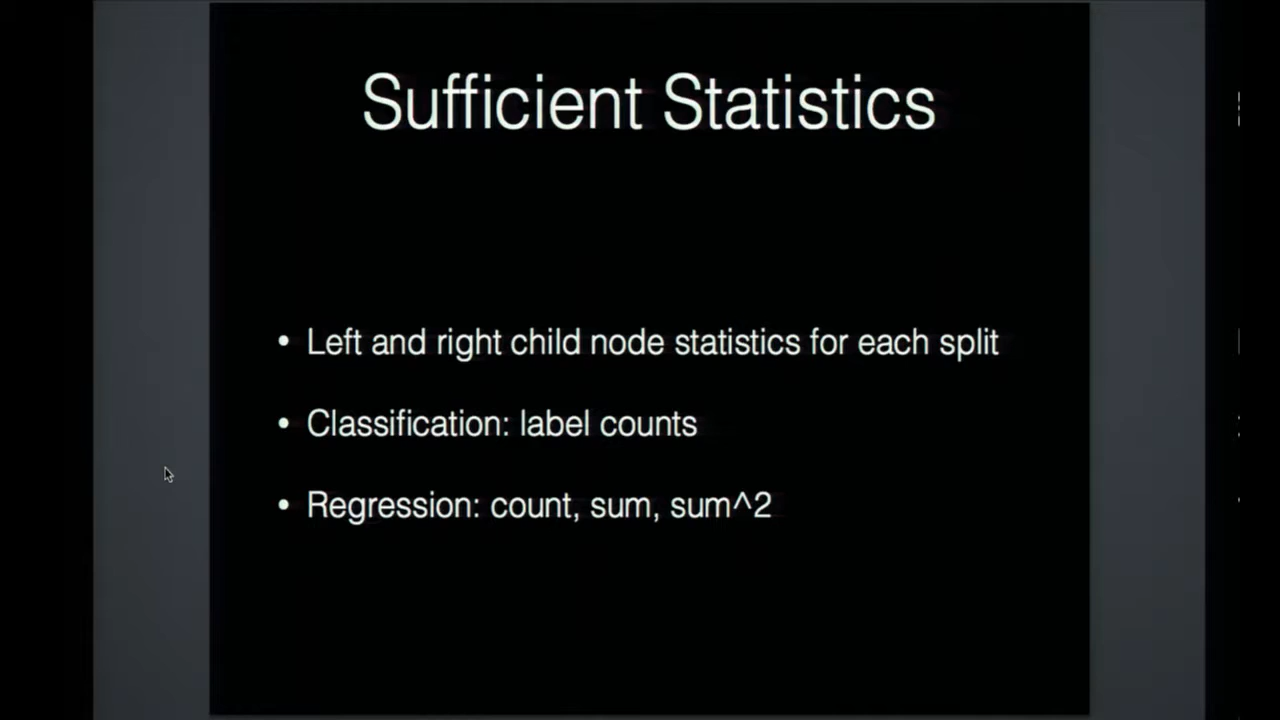 Sufficient Statistics
• Left and right child node statistics for each split
• Classification: label counts
• Regression: count, sum, sum^2